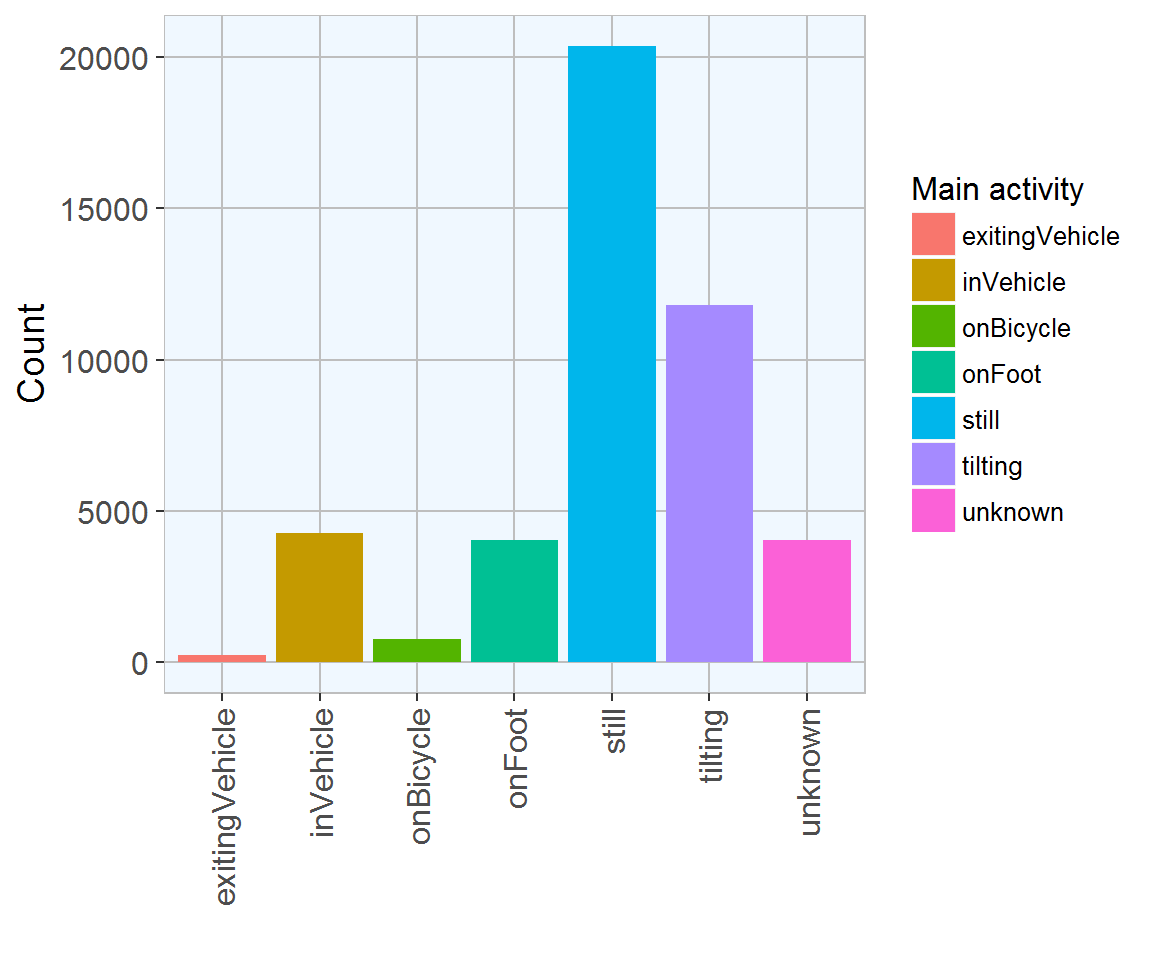 20000
15000
10000
5000
0
Count
exitingVehicle
inVehicle
onBicycle
onFoot
still
tilting
unknown
Main activity
exitingVehicle
inVehicle
onBicycle
onFoot
still
tilting
unknown